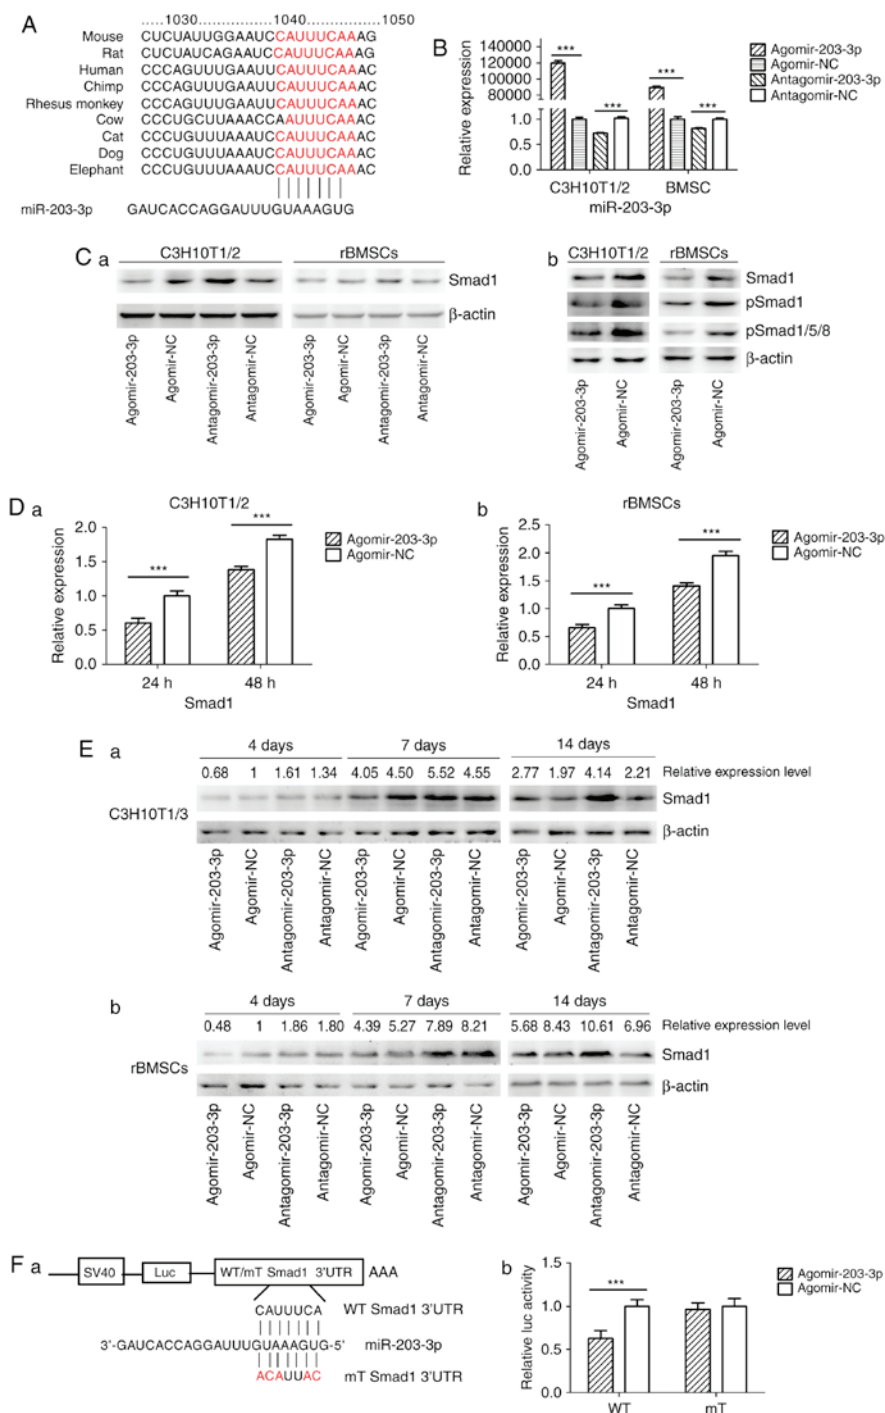 A
.....1030...........1040..............1050
Mouse CUCUAUUGGAAUCCAUUUCAAAG
Rat CUCUAUCAGAAUCCAUUUCAAAG
Human CCCAGUUUGAAUUCAUUUCAAAC
Chimp CCCAGUUUGAAUUCAUUUCAAAC
Rhesus monkey CCCAGUUUGAAUCCAUUUCAAAC
Cow CCCUGCUUAAACCAAUUUCAAAC
Cat CCCUGUUUAAAUCCAUUUCAAAC
Dog CCCUGUUUAAAUCCAUUUCAAAC
Elephant CCCUGUUUAAAUCCAUUUCAAAC
miR-203-3p GAUCACCAGGAUUUGUAAAGUG
B
Relative expression
120000
100000
80000
1.0
0.5
0.0
*** *** *** ***
C3H10T1/2 BMSC
miR-203-3p
Agomir-203-3p
Agomir-NC
Antagomir-203-3p
Antagomir-NC
C a
C3H10T1/2 rBMSCs
Smad1
β-actin
Agomir-203-3p Agomir-NC Antagomir-203-3p Antagomir-NC Agomir-203-3p Agomir-NC Antagomir-203-3p Antagomir-NC
b
C3H10T1/2 rBMSCs
Smad1
pSmad1
pSmad1/5/8
β-actin
Agomir-203-3p Agomir-NC Agomir-203-3p Agomir-NC
D a
C3H10T1/2
Relative expression
2.0
1.5
1.0
0.5
0.0
*** ***
24 h 48 h
Smad1
Agomir-203-3p
Agomir-NC
b
rBMSCs
Relative expression
2.5
2.0
1.5
1.0
0.5
0.0
*** ***
24 h 48 h
Smad1
Agomir-203-3p
Agomir-NC
E a
4 days 7 days 14 days
0.68 1 1.61 1.34 4.05 4.50 5.52 4.55 2.77 1.97 4.14 2.21 Relative expression level
C3H10T1/3
Smad1
β-actin
Agomir-203-3p Agomir-NC Antagomir-203-3p Antagomir-NC Agomir-203-3p Agomir-NC Antagomir-203-3p Antagomir-NC Agomir-203-3p Agomir-NC Antagomir-203-3p Antagomir-NC
b
4 days 7 days 14 days
0.48 1 1.86 1.80 4.39 5.27 7.89 8.21 5.68 8.43 10.61 6.96 Relative expression level
rBMSCs
Smad1
β-actin
Agomir-203-3p Agomir-NC Antagomir-203-3p Antagomir-NC Agomir-203-3p Agomir-NC Antagomir-203-3p Antagomir-NC Agomir-203-3p Agomir-NC Antagomir-203-3p Antagomir-NC
F a
SV40 Luc WT/mT Smad1 3'UTR AAA
CAUUUCA WT Smad1 3'UTR
3'-GAUCACCAGGAUUUGUAAAGUG-5' miR-203-3p
ACAUUAC mT Smad1 3'UTR
b
Relative luc activity
1.5
1.0
0.5
0.0
***
WT mT
Agomir-203-3p
Agomir-NC